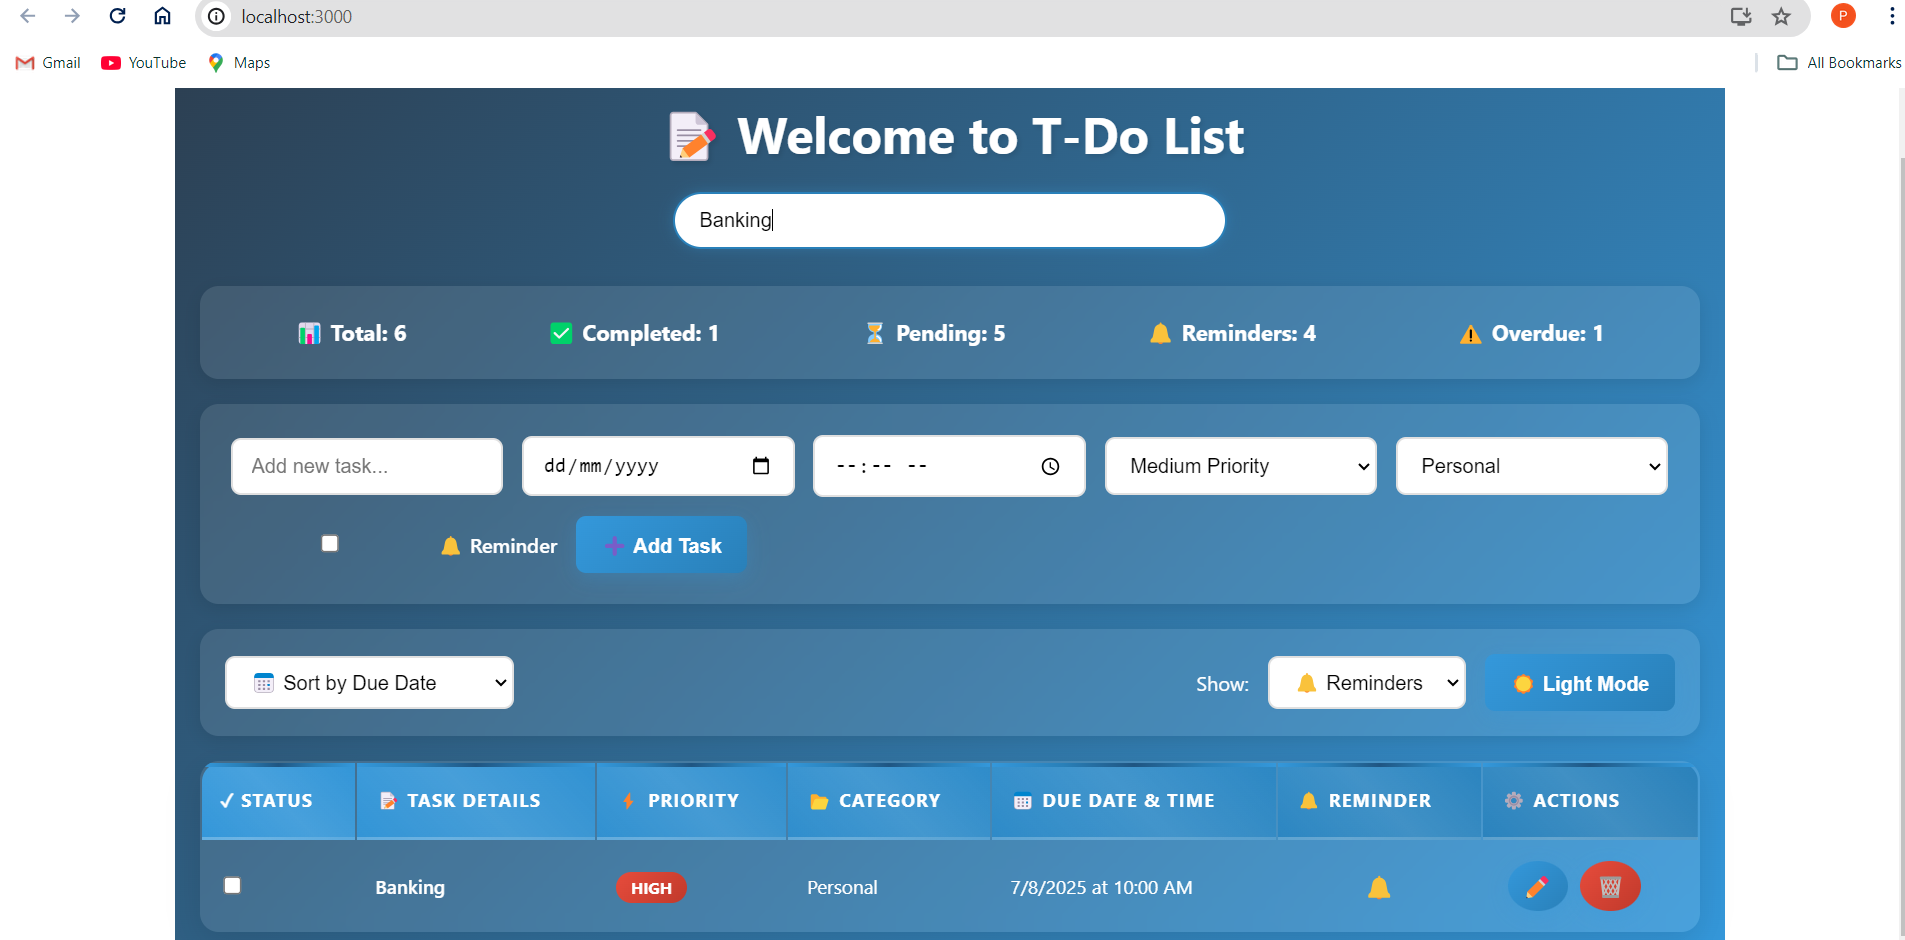 localhost:3000
P
Gmail YouTube Maps All Bookmarks
Welcome to T-Do List
Banking
Total: 6 Completed: 1 Pending: 5 Reminders: 4 Overdue: 1
Add new task... dd/mm/yyyy --:-- -- Medium Priority Personal
Reminder Add Task
Sort by Due Date Show: Reminders Light Mode
✓ STATUS TASK DETAILS PRIORITY CATEGORY DUE DATE & TIME REMINDER ACTIONS
Banking HIGH Personal 7/8/2025 at 10:00 AM